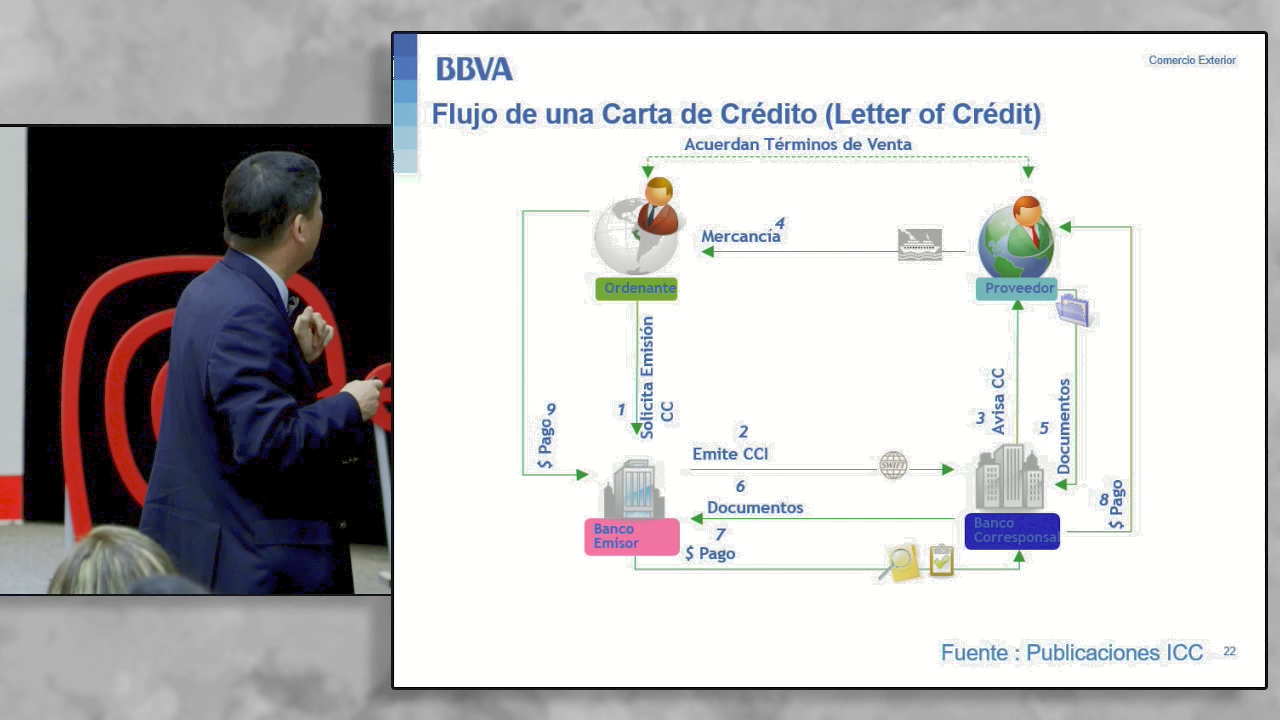 BBVA
Comercio Exterior
Flujo de una Carta de Crédito (Letter of Crédit)
Acuerdan Términos de Venta
4
Mercancía
Ordenante
Proveedor
1
Solicita Emisión
CC
9
$ Pago
2
Emite CCI
SWIFT
3
Avisa CC
5
Documentos
6
Documentos
8
$ Pago
Banco
Emisor
Banco
Corresponsal
7
$ Pago
Fuente : Publicaciones ICC
22